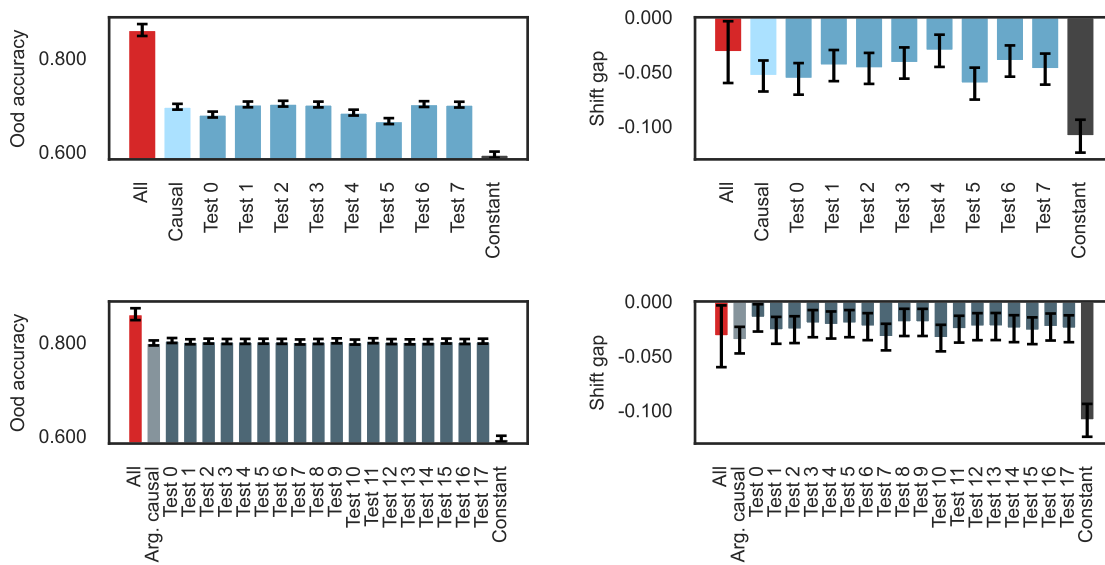 Ood accuracy
0.800
0.600
All
Causal
Test 0
Test 1
Test 2
Test 3
Test 4
Test 5
Test 6
Test 7
Constant
Shift gap
0.000
-0.050
-0.100
All
Causal
Test 0
Test 1
Test 2
Test 3
Test 4
Test 5
Test 6
Test 7
Constant
Ood accuracy
0.800
0.600
All
Arg. causal
Test 0
Test 1
Test 2
Test 3
Test 4
Test 5
Test 6
Test 7
Test 8
Test 9
Test 10
Test 11
Test 12
Test 13
Test 14
Test 15
Test 16
Test 17
Constant
Shift gap
0.000
-0.050
-0.100
All
Arg. causal
Test 0
Test 1
Test 2
Test 3
Test 4
Test 5
Test 6
Test 7
Test 8
Test 9
Test 10
Test 11
Test 12
Test 13
Test 14
Test 15
Test 16
Test 17
Constant